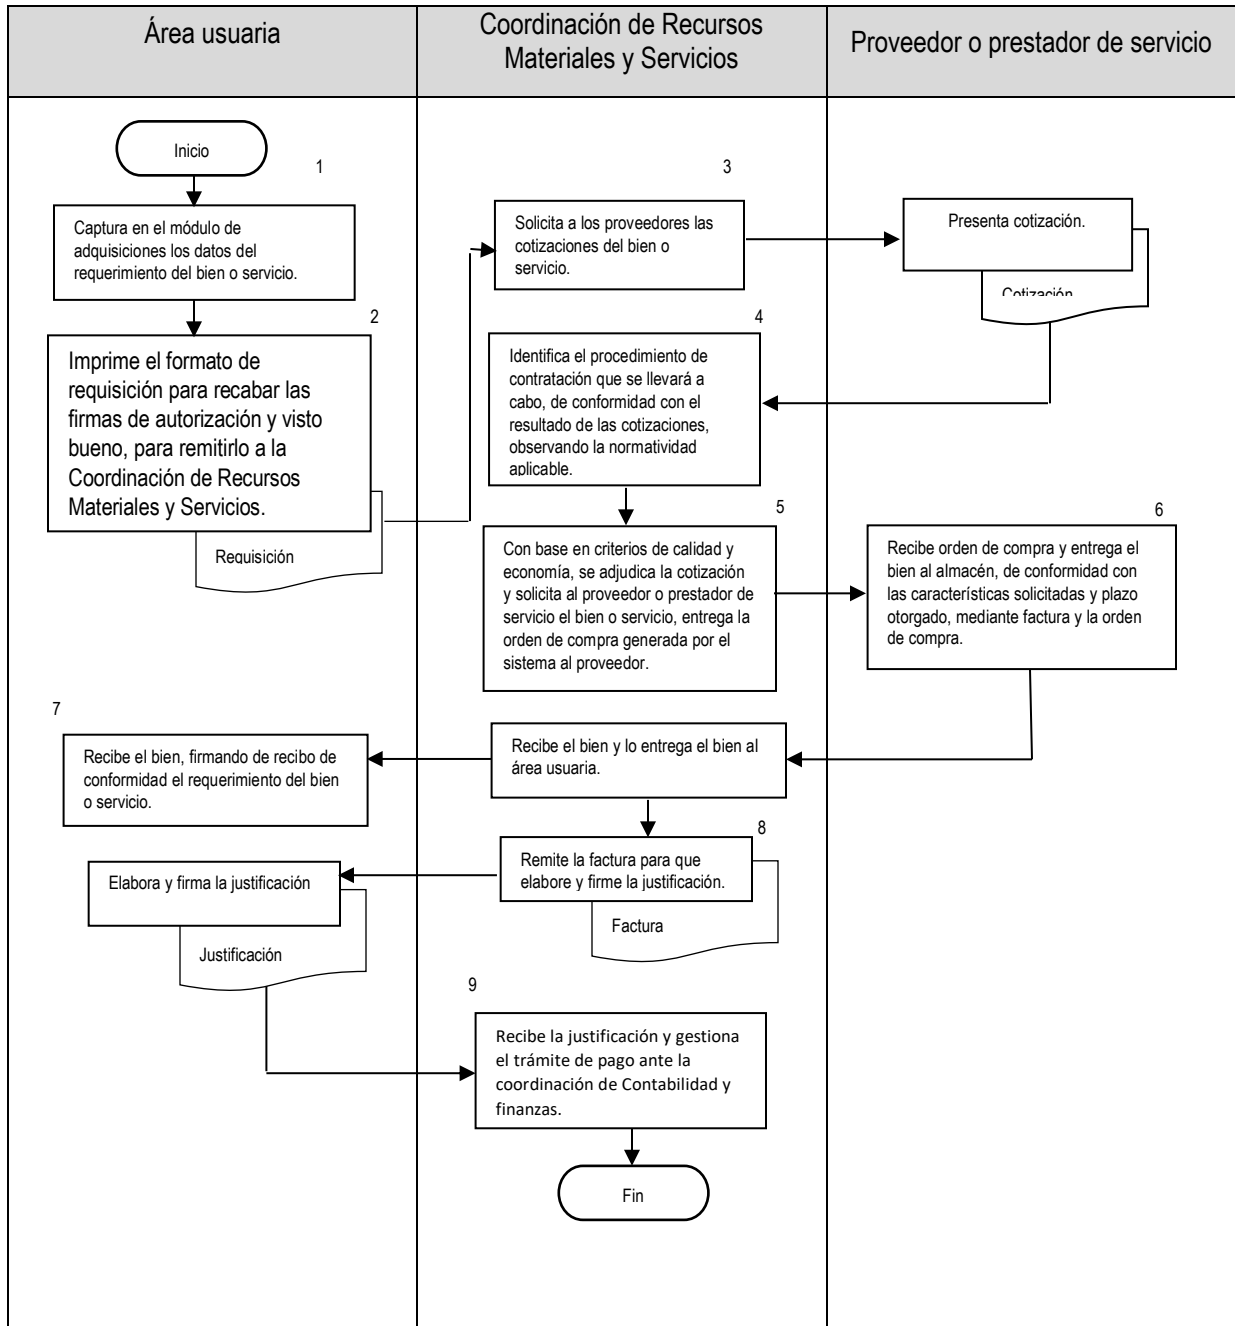 Área usuaria
Coordinación de Recursos
Materiales y Servicios
Proveedor o prestador de servicio
Inicio
1
Captura en el módulo de
adquisiciones los datos del
requerimiento del bien o servicio.
2
Imprime el formato de
requisición para recabar las
firmas de autorización y visto
bueno, para remitirlo a la
Coordinación de Recursos
Materiales y Servicios.
Requisición
3
Solicita a los proveedores las
cotizaciones del bien o
servicio.
Presenta cotización.
Cotización
4
Identifica el procedimiento de
contratación que se llevará a
cabo, de conformidad con el
resultado de las cotizaciones,
observando la normatividad
aplicable.
5
Con base en criterios de calidad y
economía, se adjudica la cotización
y solicita al proveedor o prestador de
servicio el bien o servicio, entrega la
orden de compra generada por el
sistema al proveedor.
6
Recibe orden de compra y entrega el
bien al almacén, de conformidad con
las características solicitadas y plazo
otorgado, mediante factura y la orden
de compra.
Recibe el bien y lo entrega el bien al
área usuaria.
7
Recibe el bien, firmando de recibo de
conformidad el requerimiento del bien
o servicio.
8
Remite la factura para que
elabore y firme la justificación.
Factura
Elabora y firma la justificación
Justificación
9
Recibe la justificación y gestiona
el trámite de pago ante la
coordinación de Contabilidad y
finanzas.
Fin